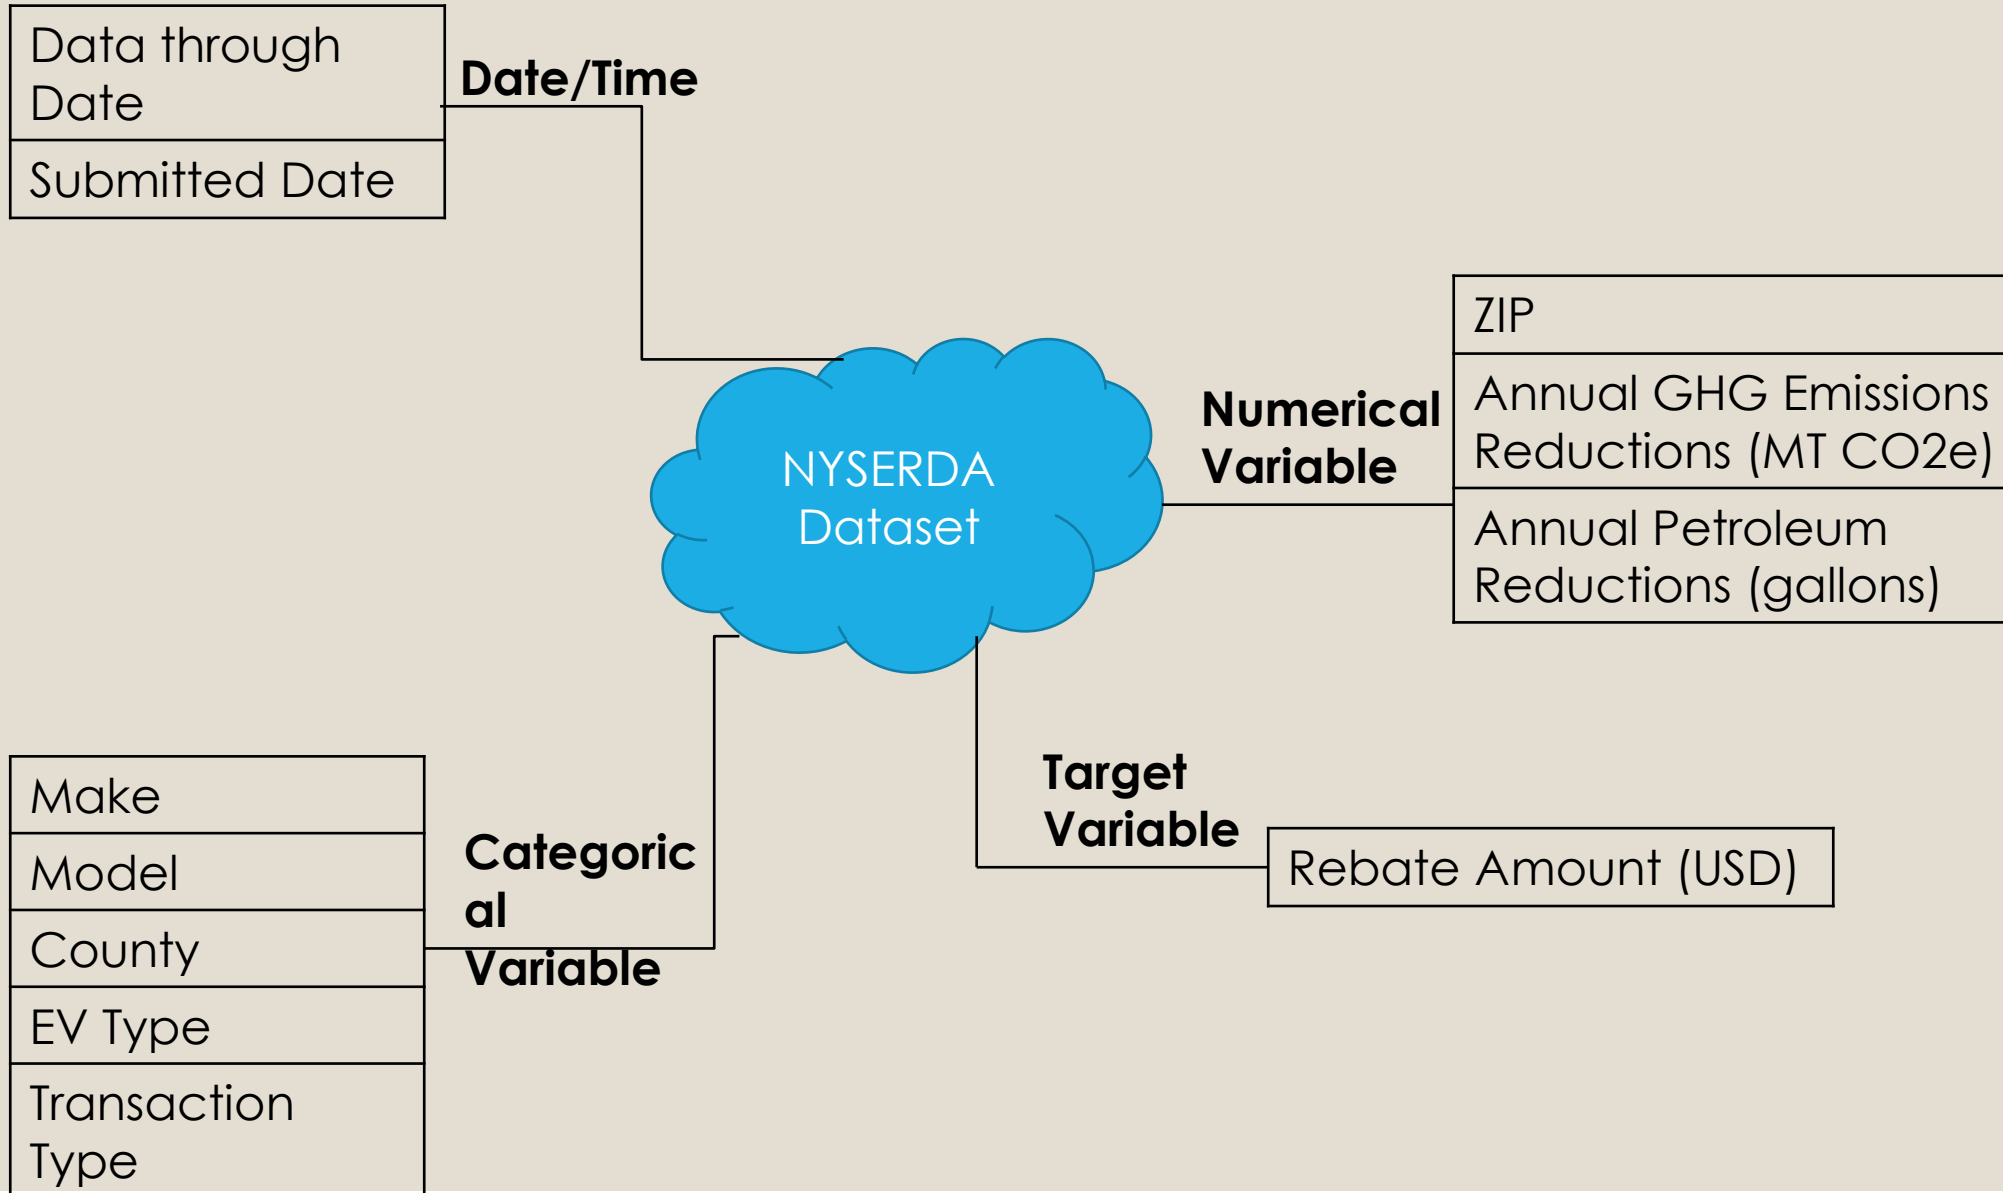 Data through
Date
Submitted Date
Date/Time
NYSERDA
Dataset
Numerical
Variable
ZIP
Annual GHG Emissions
Reductions (MT CO2e)
Annual Petroleum
Reductions (gallons)
Make
Model
County
EV Type
Transaction
Type
Categoric
al
Variable
Target
Variable
Rebate Amount (USD)